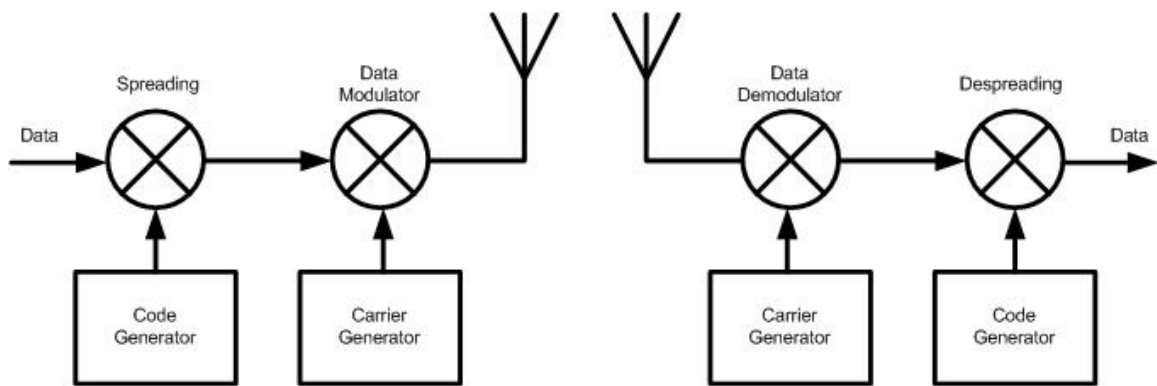 Spreading
Data
Modulator
Data
Demodulator
Despreading
Data
Data
Code
Generator
Carrier
Generator
Carrier
Generator
Code
Generator